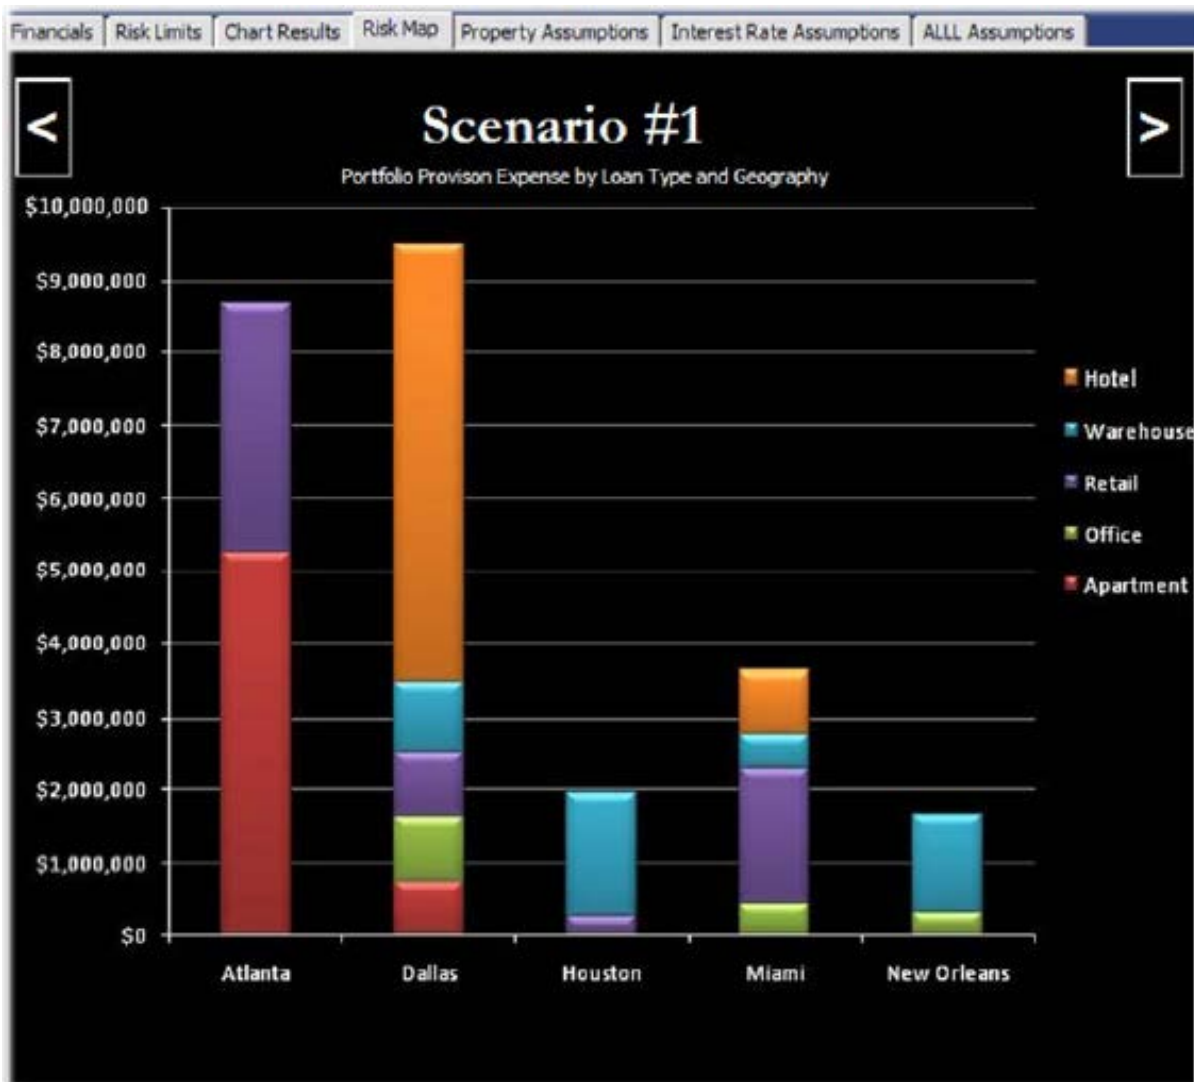 Financials Risk Limits Chart Results Risk Map Property Assumptions Interest Rate Assumptions ALLL Assumptions
< >
Scenario #1
Portfolio Provison Expense by Loan Type and Geography
$10,000,000
$9,000,000
$8,000,000
$7,000,000
$6,000,000
$5,000,000
$4,000,000
$3,000,000
$2,000,000
$1,000,000
$0
Atlanta Dallas Houston Miami New Orleans
Hotel
Warehouse
Retail
Office
Apartment